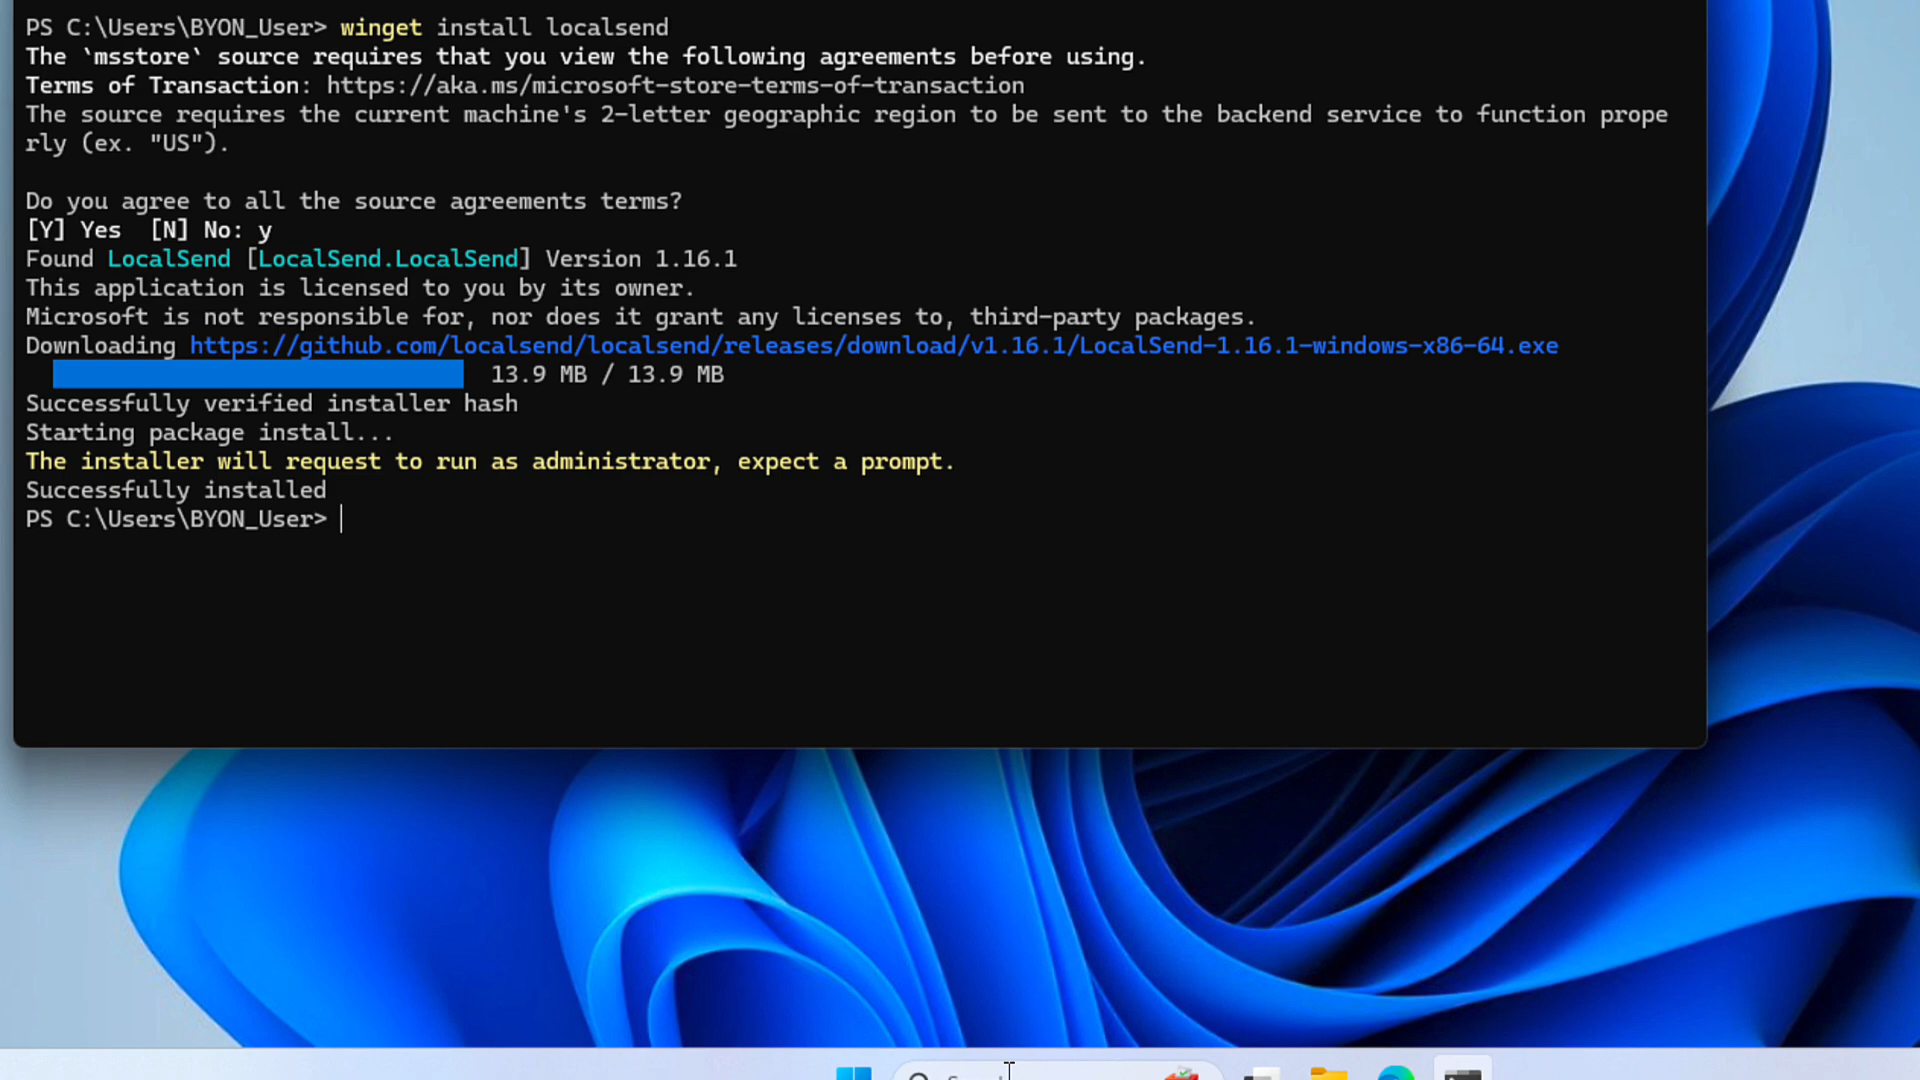 PS C:\Users\BYON_User> winget install localsend
The `msstore` source requires that you view the following agreements before using.
Terms of Transaction: https://aka.ms/microsoft-store-terms-of-transaction
The source requires the current machine's 2-letter geographic region to be sent to the backend service to function prope
rly (ex. "US").
Do you agree to all the source agreements terms?
[Y] Yes  [N] No: y
Found LocalSend [LocalSend.LocalSend] Version 1.16.1
This application is licensed to you by its owner.
Microsoft is not responsible for, nor does it grant any licenses to, third-party packages.
Downloading https://github.com/localsend/localsend/releases/download/v1.16.1/LocalSend-1.16.1-windows-x86-64.exe
13.9 MB / 13.9 MB
Successfully verified installer hash
Starting package install...
The installer will request to run as administrator, expect a prompt.
Successfully installed
PS C:\Users\BYON_User>